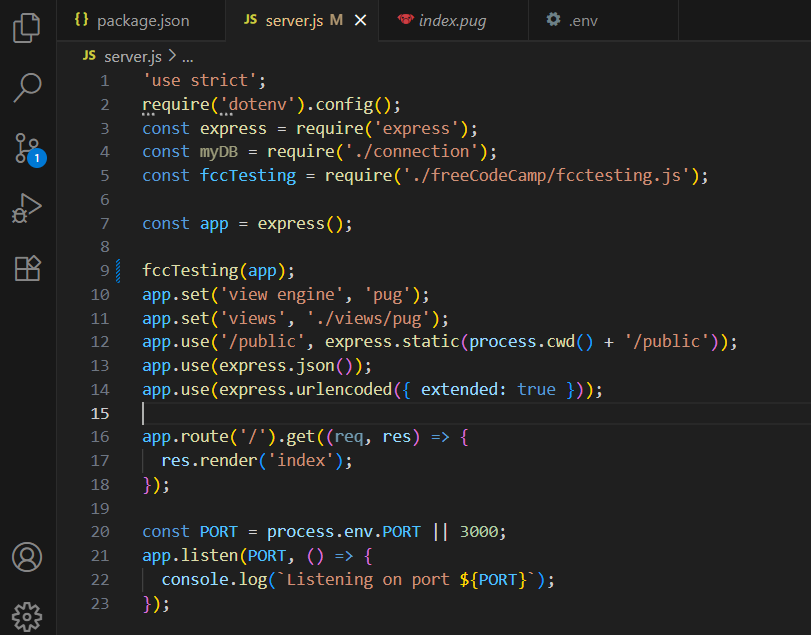 {} package.json
JS server.js M
index.pug
.env
JS server.js > ...
1 'use strict';
2 require('dotenv').config();
3 const express = require('express');
4 const myDB = require('./connection');
5 const fccTesting = require('./freeCodeCamp/fcctesting.js');
6
7 const app = express();
8
9 fccTesting(app);
10 app.set('view engine', 'pug');
11 app.set('views', './views/pug');
12 app.use('/public', express.static(process.cwd() + '/public'));
13 app.use(express.json());
14 app.use(express.urlencoded({ extended: true }));
15
16 app.route('/').get((req, res) => {
17   res.render('index');
18 });
19
20 const PORT = process.env.PORT || 3000;
21 app.listen(PORT, () => {
22   console.log(`Listening on port ${PORT}`);
23 });
1